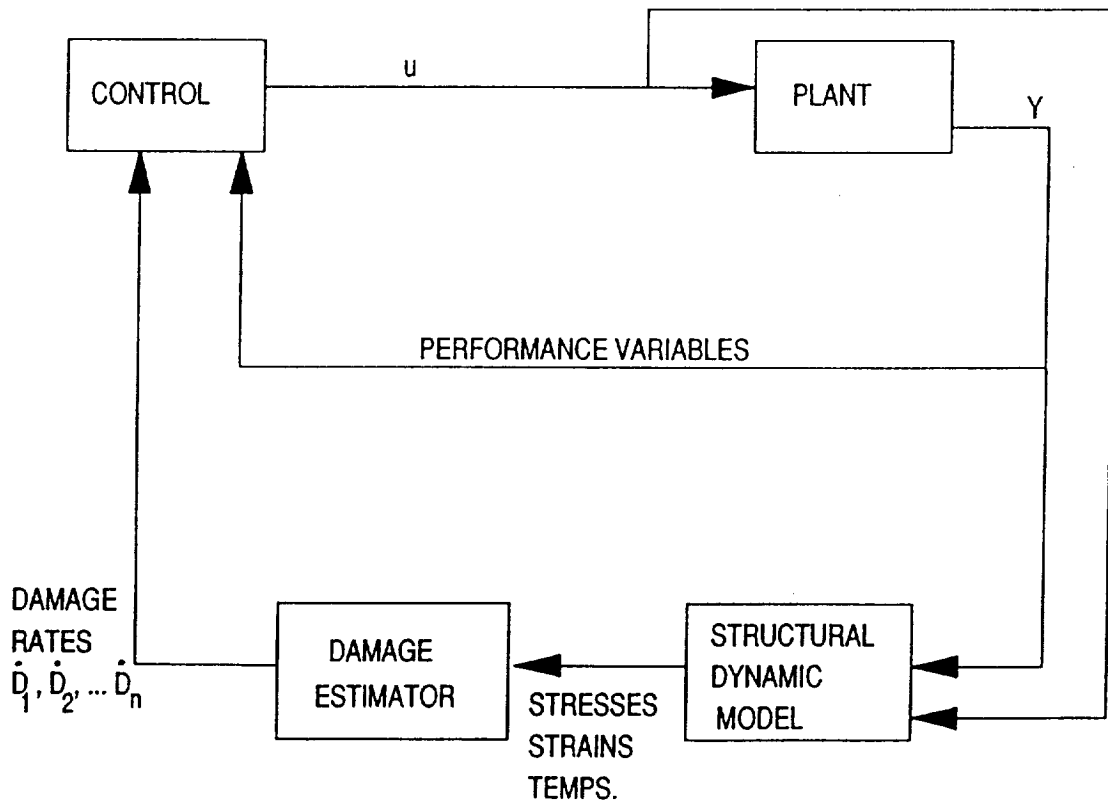 CONTROL
u
PLANT
Y
PERFORMANCE VARIABLES
DAMAGE
RATES
Ḋ₁, Ḋ₂, ... Ḋₙ
DAMAGE
ESTIMATOR
STRESSES
STRAINS
TEMPS.
STRUCTURAL
DYNAMIC
MODEL